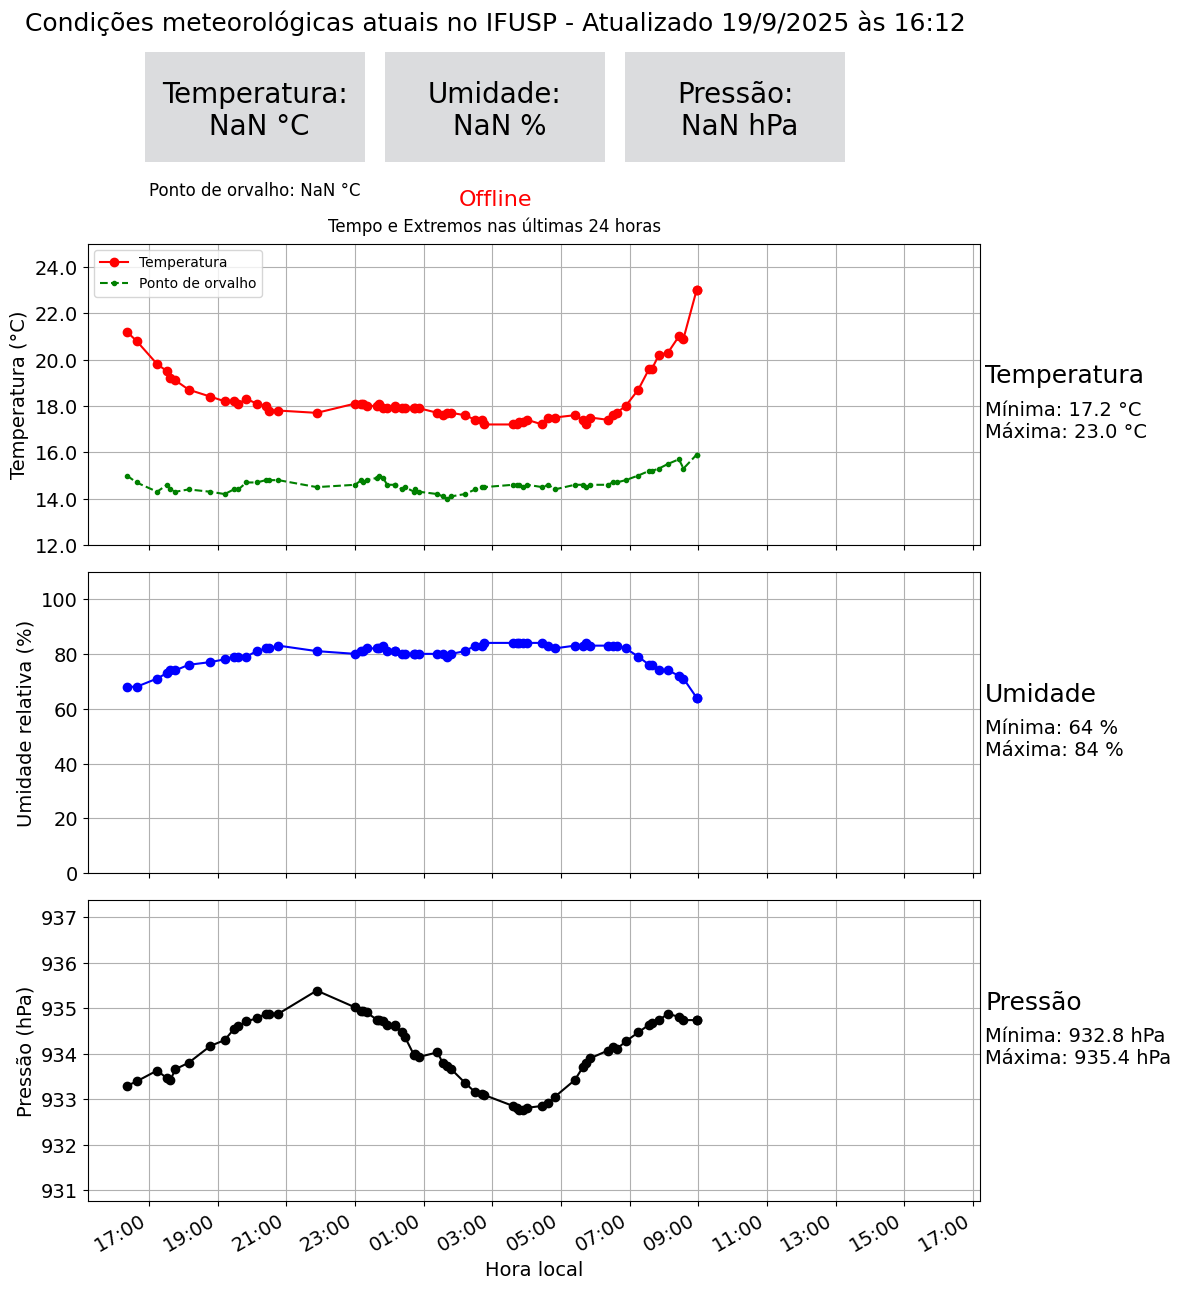 Condições meteorológicas atuais no IFUSP - Atualizado 19/9/2025 às 16:12
Temperatura:
NaN °C
Umidade:
NaN %
Pressão:
NaN hPa
Ponto de orvalho: NaN °C
Offline
Tempo e Extremos nas últimas 24 horas
Temperatura (°C)
24.0
22.0
20.0
18.0
16.0
14.0
12.0
Temperatura
Ponto de orvalho
Temperatura
Mínima: 17.2 °C
Máxima: 23.0 °C
Umidade relativa (%)
100
80
60
40
20
0
Umidade
Mínima: 64 %
Máxima: 84 %
Pressão (hPa)
937
936
935
934
933
932
931
Pressão
Mínima: 932.8 hPa
Máxima: 935.4 hPa
17:00 19:00 21:00 23:00 01:00 03:00 05:00 07:00 09:00 11:00 13:00 15:00 17:00
Hora local